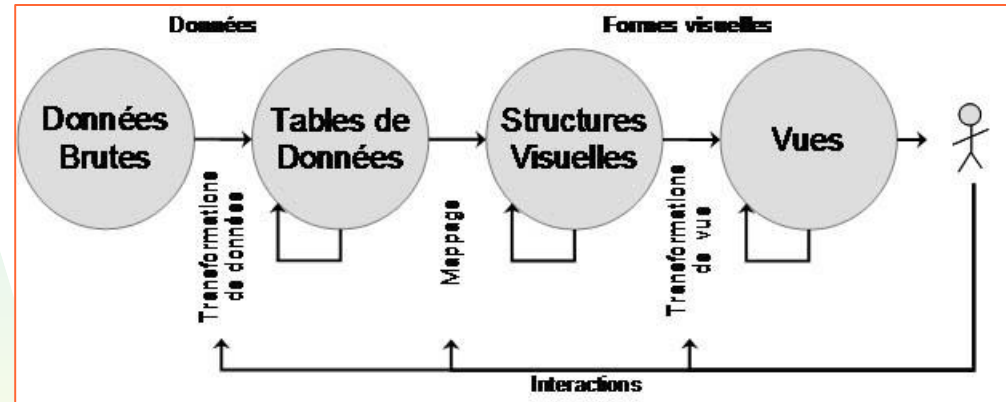 Données
Formes visuelles
Données
Brutes
Tables de
Données
Structures
Visuelles
Vues
Transformations
de données
Mappage
Transformations
de vue
Interactions